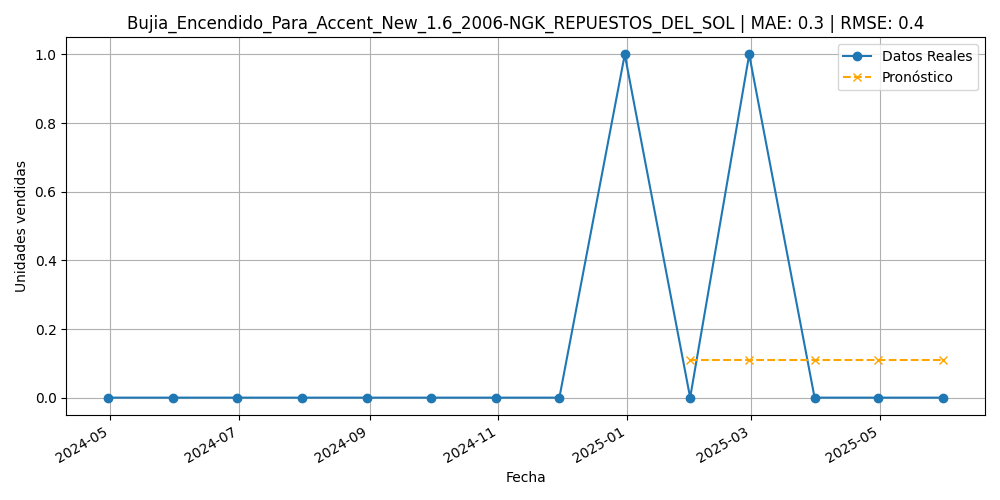 Bujia_Encendido_Para_Accent_New_1.6_2006-NGK_REPUESTOS_DEL_SOL | MAE: 0.3 | RMSE: 0.4
Datos Reales
Pronóstico
Unidades vendidas
1.0
0.8
0.6
0.4
0.2
0.0
2024-05
2024-07
2024-09
2024-11
2025-01
2025-03
2025-05
Fecha